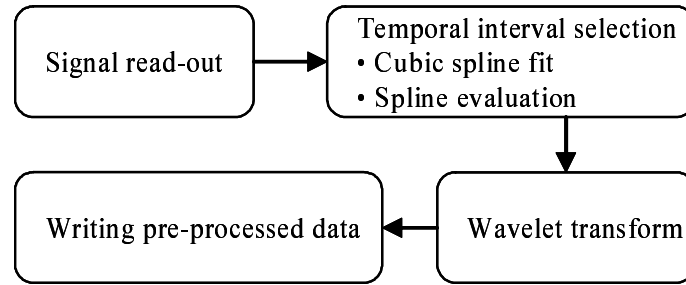 Signal read-out
Temporal interval selection
• Cubic spline fit
• Spline evaluation
Writing pre-processed data
Wavelet transform